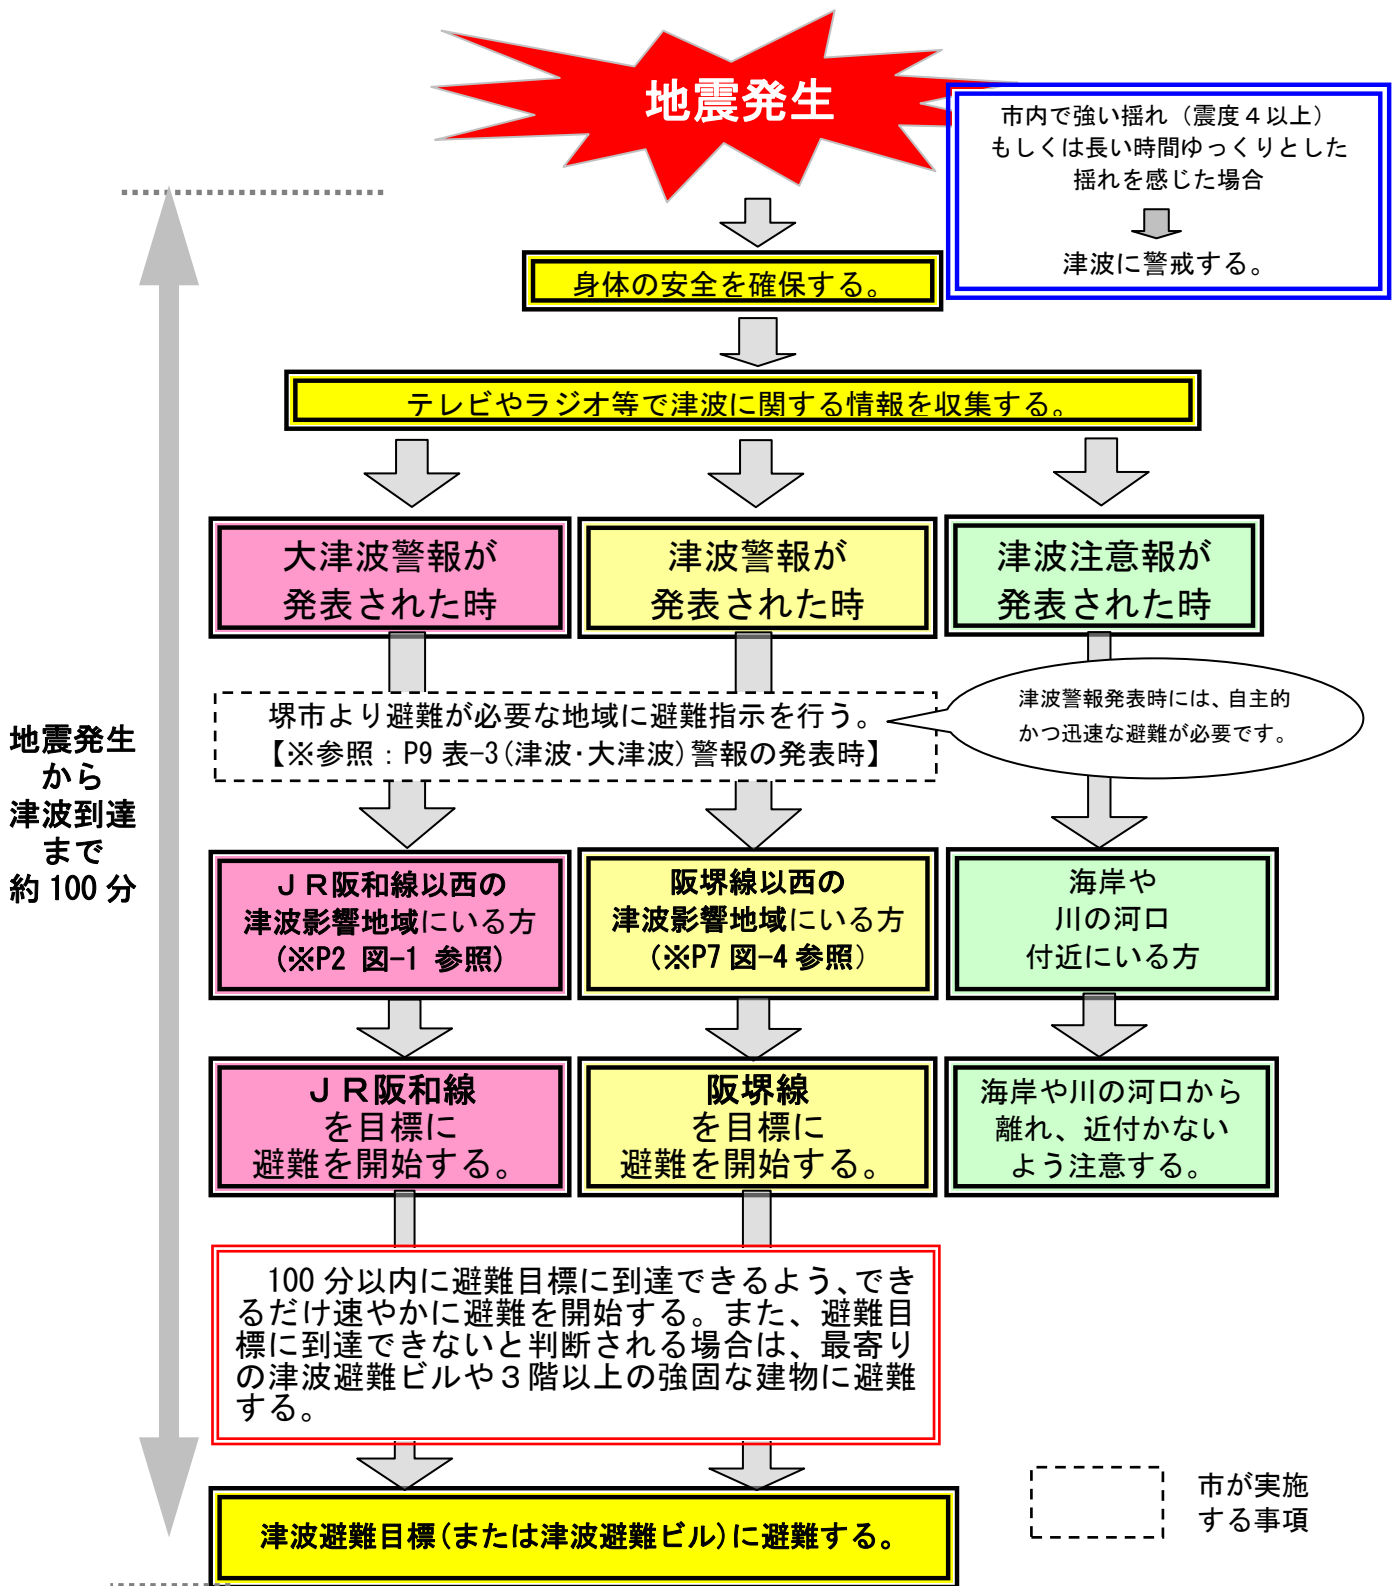 地震発生
市内で強い揺れ（震度４以上）
もしくは長い時間ゆっくりとした
揺れを感じた場合
津波に警戒する。
身体の安全を確保する。
テレビやラジオ等で津波に関する情報を収集する。
大津波警報が
発表された時
津波警報が
発表された時
津波注意報が
発表された時
堺市より避難が必要な地域に避難指示を行う。
【※参照：P9 表-3(津波・大津波)警報の発表時】
津波警報発表時には、自主的
かつ迅速な避難が必要です。
地震発生
から
津波到達
まで
約100分
ＪＲ阪和線以西の
津波影響地域にいる方
(※P2 図-1 参照)
阪堺線以西の
津波影響地域にいる方
(※P7 図-4 参照)
海岸や
川の河口
付近にいる方
ＪＲ阪和線
を目標に
避難を開始する。
阪堺線
を目標に
避難を開始する。
海岸や川の河口から
離れ、近付かない
よう注意する。
100分以内に避難目標に到達できるよう、でき
るだけ速やかに避難を開始する。また、避難目
標に到達できないと判断される場合は、最寄り
の津波避難ビルや３階以上の強固な建物に避難
する。
津波避難目標(または津波避難ビル)に避難する。
市が実施
する事項